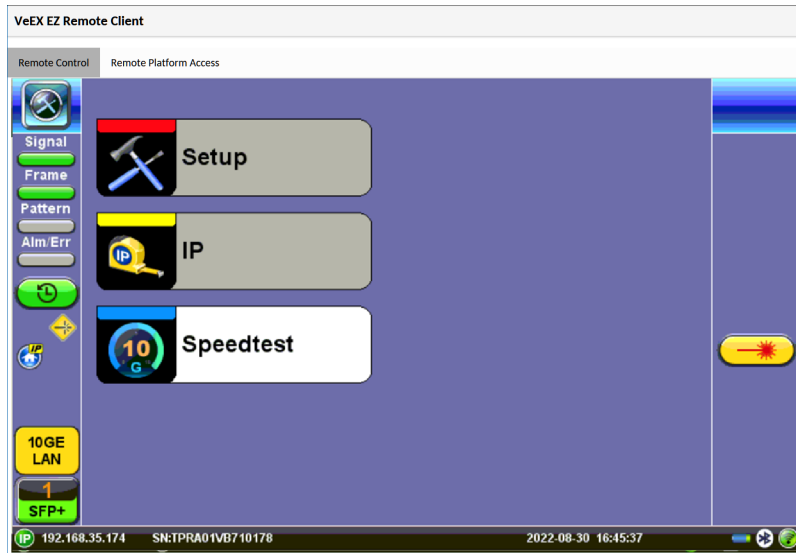 VeEX EZ Remote Client
Remote Control
Remote Platform Access
Signal
Frame
Pattern
Alm/Err
Setup
IP
IP
Speedtest
10
G
IP
10GE
LAN
1
SFP+
IP
192.168.35.174
SN:TPRA01VB710178
2022-08-30 16:45:37